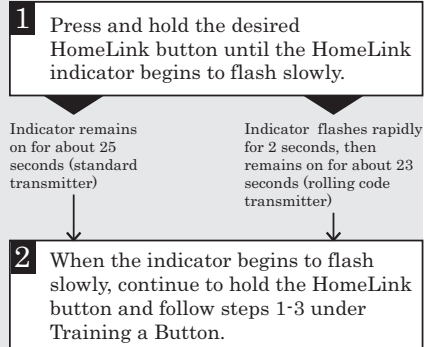 1
Press and hold the desired
HomeLink button until the HomeLink
indicator begins to flash slowly.
Indicator remains
on for about 25
seconds (standard
transmitter)
Indicator flashes rapidly
for 2 seconds, then
remains on for about 23
seconds (rolling code
transmitter)
2
When the indicator begins to flash
slowly, continue to hold the HomeLink
button and follow steps 1-3 under
Training a Button.